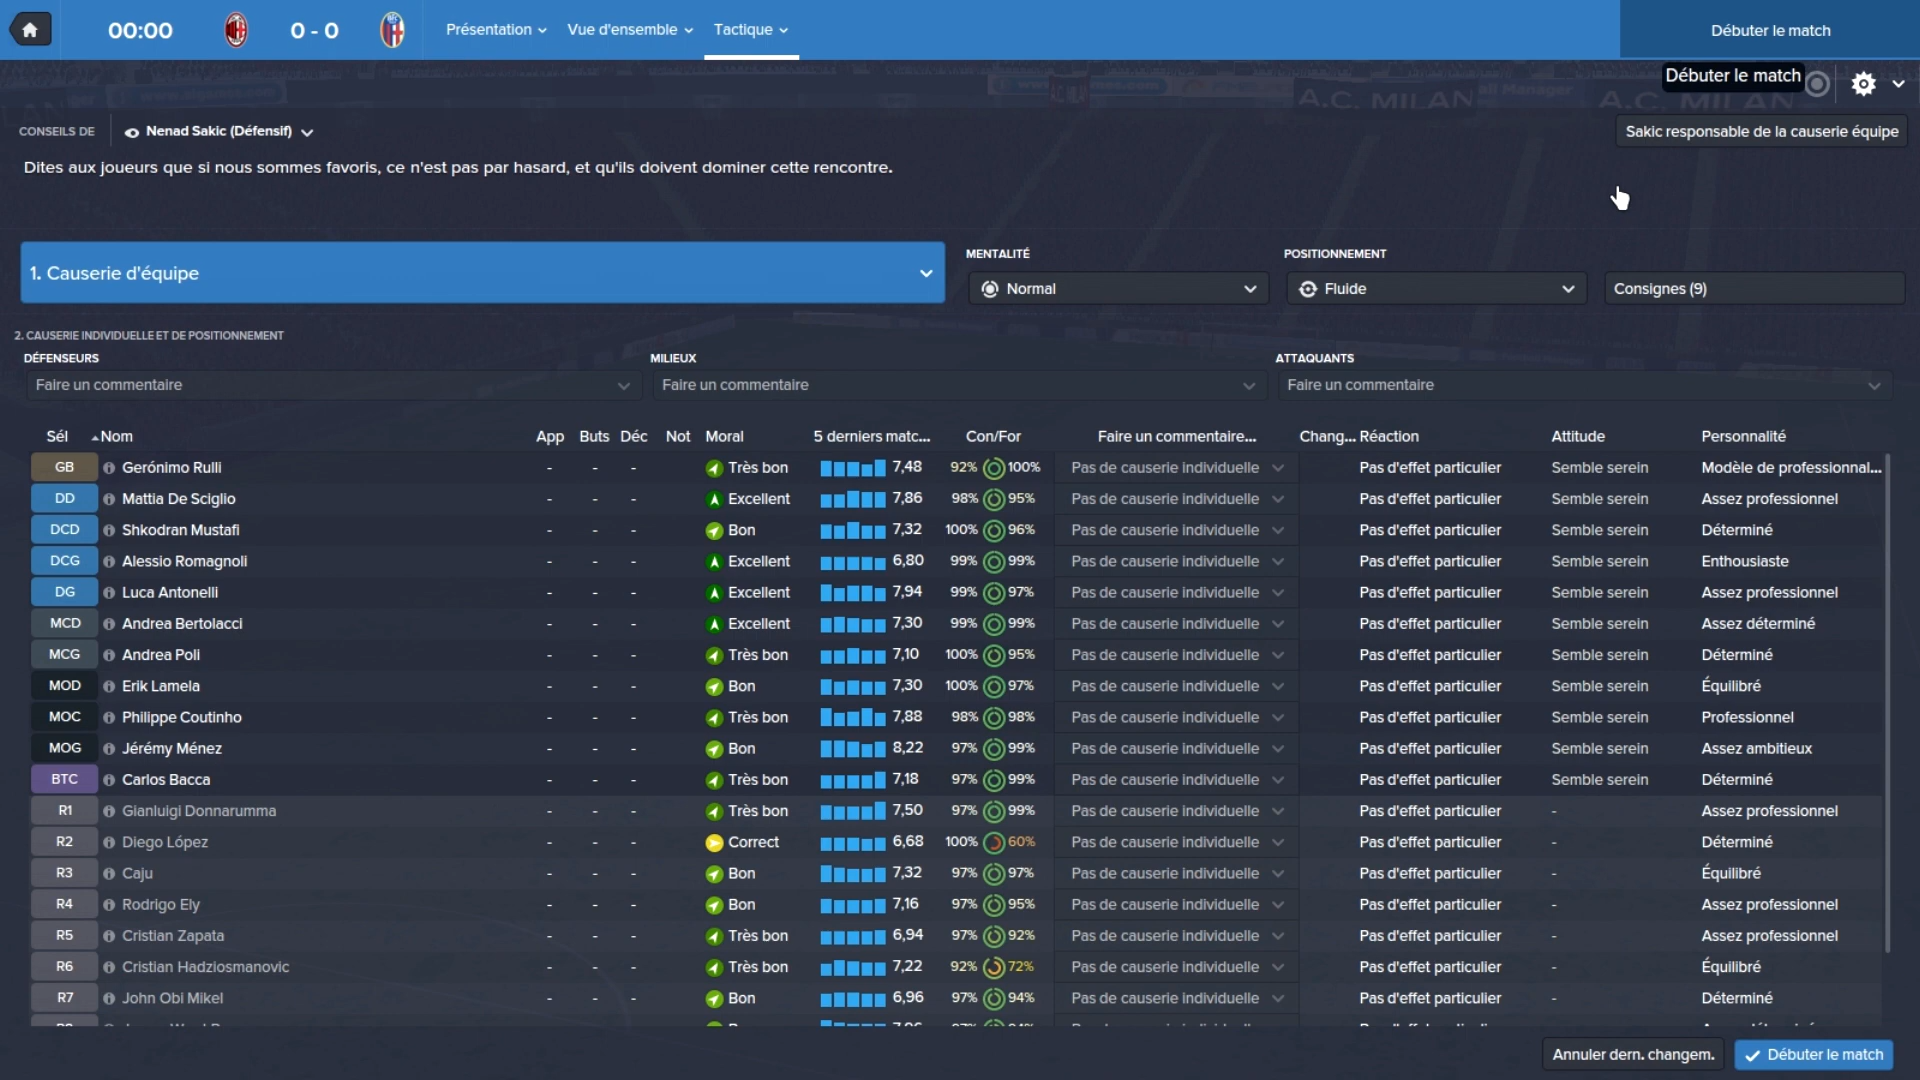 00:00 0 - 0 Présentation Vue d'ensemble Tactique Débuter le match
Débuter le match
A.C. MILAN A.C. MILAN
CONSEILS DE Nenad Sakic (Défensif) Sakic responsable de la causerie équipe
Dites aux joueurs que si nous sommes favoris, ce n'est pas par hasard, et qu'ils doivent dominer cette rencontre.
MENTALITÉ POSITIONNEMENT
1. Causerie d'équipe Normal Fluide Consignes (9)
2. CAUSERIE INDIVIDUELLE ET DE POSITIONNEMENT
DÉFENSEURS MILIEUX ATTAQUANTS
Faire un commentaire Faire un commentaire Faire un commentaire
Sél Nom App Buts Déc Not Moral 5 derniers matc... Con/For Faire un commentaire... Chang... Réaction Attitude Personnalité
GB Gerónimo Rulli - - - Très bon 7,48 92% 100% Pas de causerie individuelle Pas d'effet particulier Semble serein Modèle de professionnal...
DD Mattia De Sciglio - - - Excellent 7,86 98% 95% Pas de causerie individuelle Pas d'effet particulier Semble serein Assez professionnel
DCD Shkodran Mustafi - - - Bon 7,32 100% 96% Pas de causerie individuelle Pas d'effet particulier Semble serein Déterminé
DCG Alessio Romagnoli - - - Excellent 6,80 99% 99% Pas de causerie individuelle Pas d'effet particulier Semble serein Enthousiaste
DG Luca Antonelli - - - Excellent 7,94 99% 97% Pas de causerie individuelle Pas d'effet particulier Semble serein Assez professionnel
MCD Andrea Bertolacci - - - Excellent 7,30 99% 99% Pas de causerie individuelle Pas d'effet particulier Semble serein Assez déterminé
MCG Andrea Poli - - - Très bon 7,10 100% 95% Pas de causerie individuelle Pas d'effet particulier Semble serein Déterminé
MOD Erik Lamela - - - Bon 7,30 100% 97% Pas de causerie individuelle Pas d'effet particulier Semble serein Équilibré
MOC Philippe Coutinho - - - Très bon 7,88 98% 98% Pas de causerie individuelle Pas d'effet particulier Semble serein Professionnel
MOG Jérémy Ménez - - - Bon 8,22 97% 99% Pas de causerie individuelle Pas d'effet particulier Semble serein Assez ambitieux
BTC Carlos Bacca - - - Très bon 7,18 97% 99% Pas de causerie individuelle Pas d'effet particulier Semble serein Déterminé
R1 Gianluigi Donnarumma - - - Très bon 7,50 97% 99% Pas de causerie individuelle Pas d'effet particulier - Assez professionnel
R2 Diego López - - - Correct 6,68 100% 60% Pas de causerie individuelle Pas d'effet particulier - Déterminé
R3 Caju - - - Bon 7,32 97% 97% Pas de causerie individuelle Pas d'effet particulier - Équilibré
R4 Rodrigo Ely - - - Bon 7,16 97% 95% Pas de causerie individuelle Pas d'effet particulier - Assez professionnel
R5 Cristian Zapata - - - Très bon 6,94 97% 92% Pas de causerie individuelle Pas d'effet particulier - Assez professionnel
R6 Cristian Hadziosmanovic - - - Très bon 7,22 92% 72% Pas de causerie individuelle Pas d'effet particulier - Équilibré
R7 John Obi Mikel - - - Bon 6,96 97% 94% Pas de causerie individuelle Pas d'effet particulier - Déterminé
Annuler dern. changem. Débuter le match